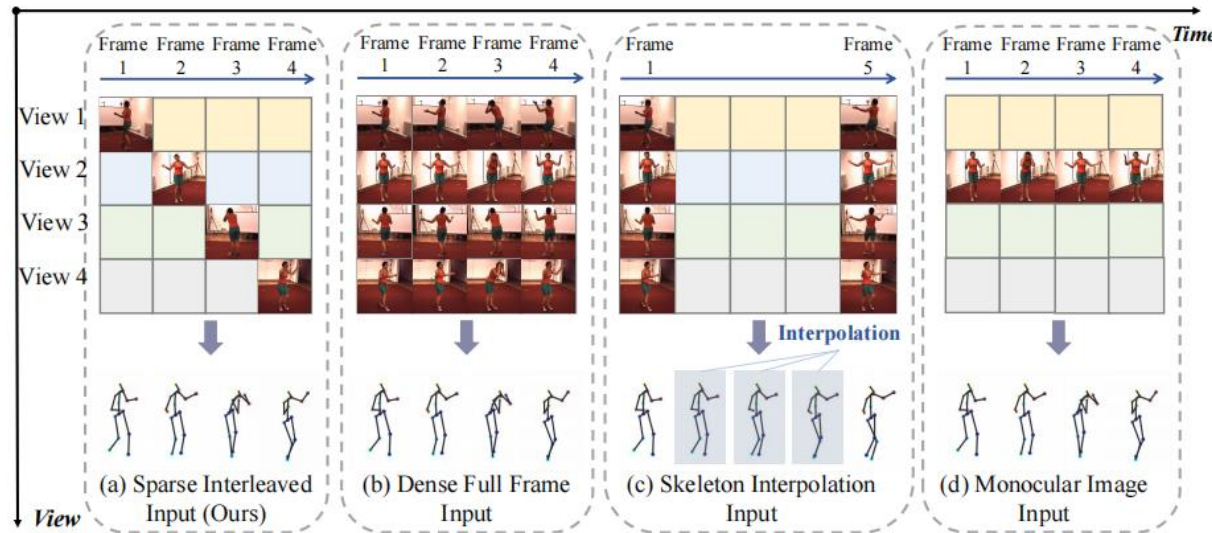 Time
Frame Frame Frame Frame
1 2 3 4
Frame Frame Frame Frame
1 2 3 4
Frame Frame
1 5
Frame Frame Frame Frame
1 2 3 4
View 1
View 2
View 3
View 4
Interpolation
(a) Sparse Interleaved
Input (Ours)
(b) Dense Full Frame
Input
(c) Skeleton Interpolation
Input
(d) Monocular Image
Input
View